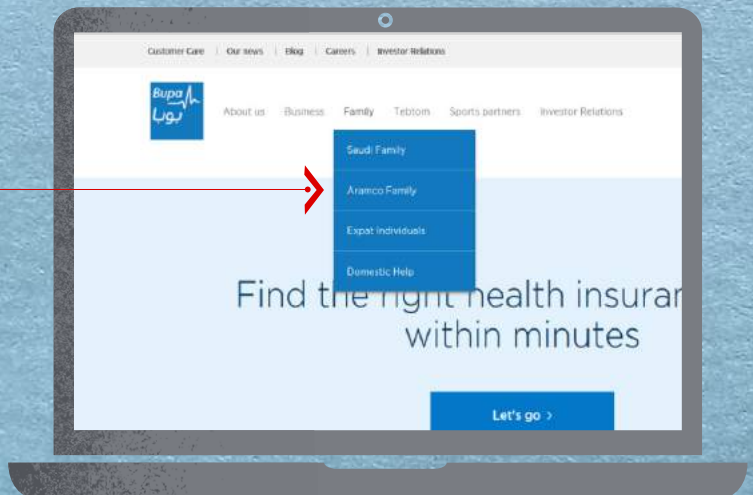 Customer Care | Our news | Blog | Careers | Investor Relations
Bupa
بوبا
About us Business Family Tebtom Sports partners Investor Relations
Saudi Family
Aramco Family
Expat Individuals
Domestic Help
Find the right health insuran
within minutes
Let's go >